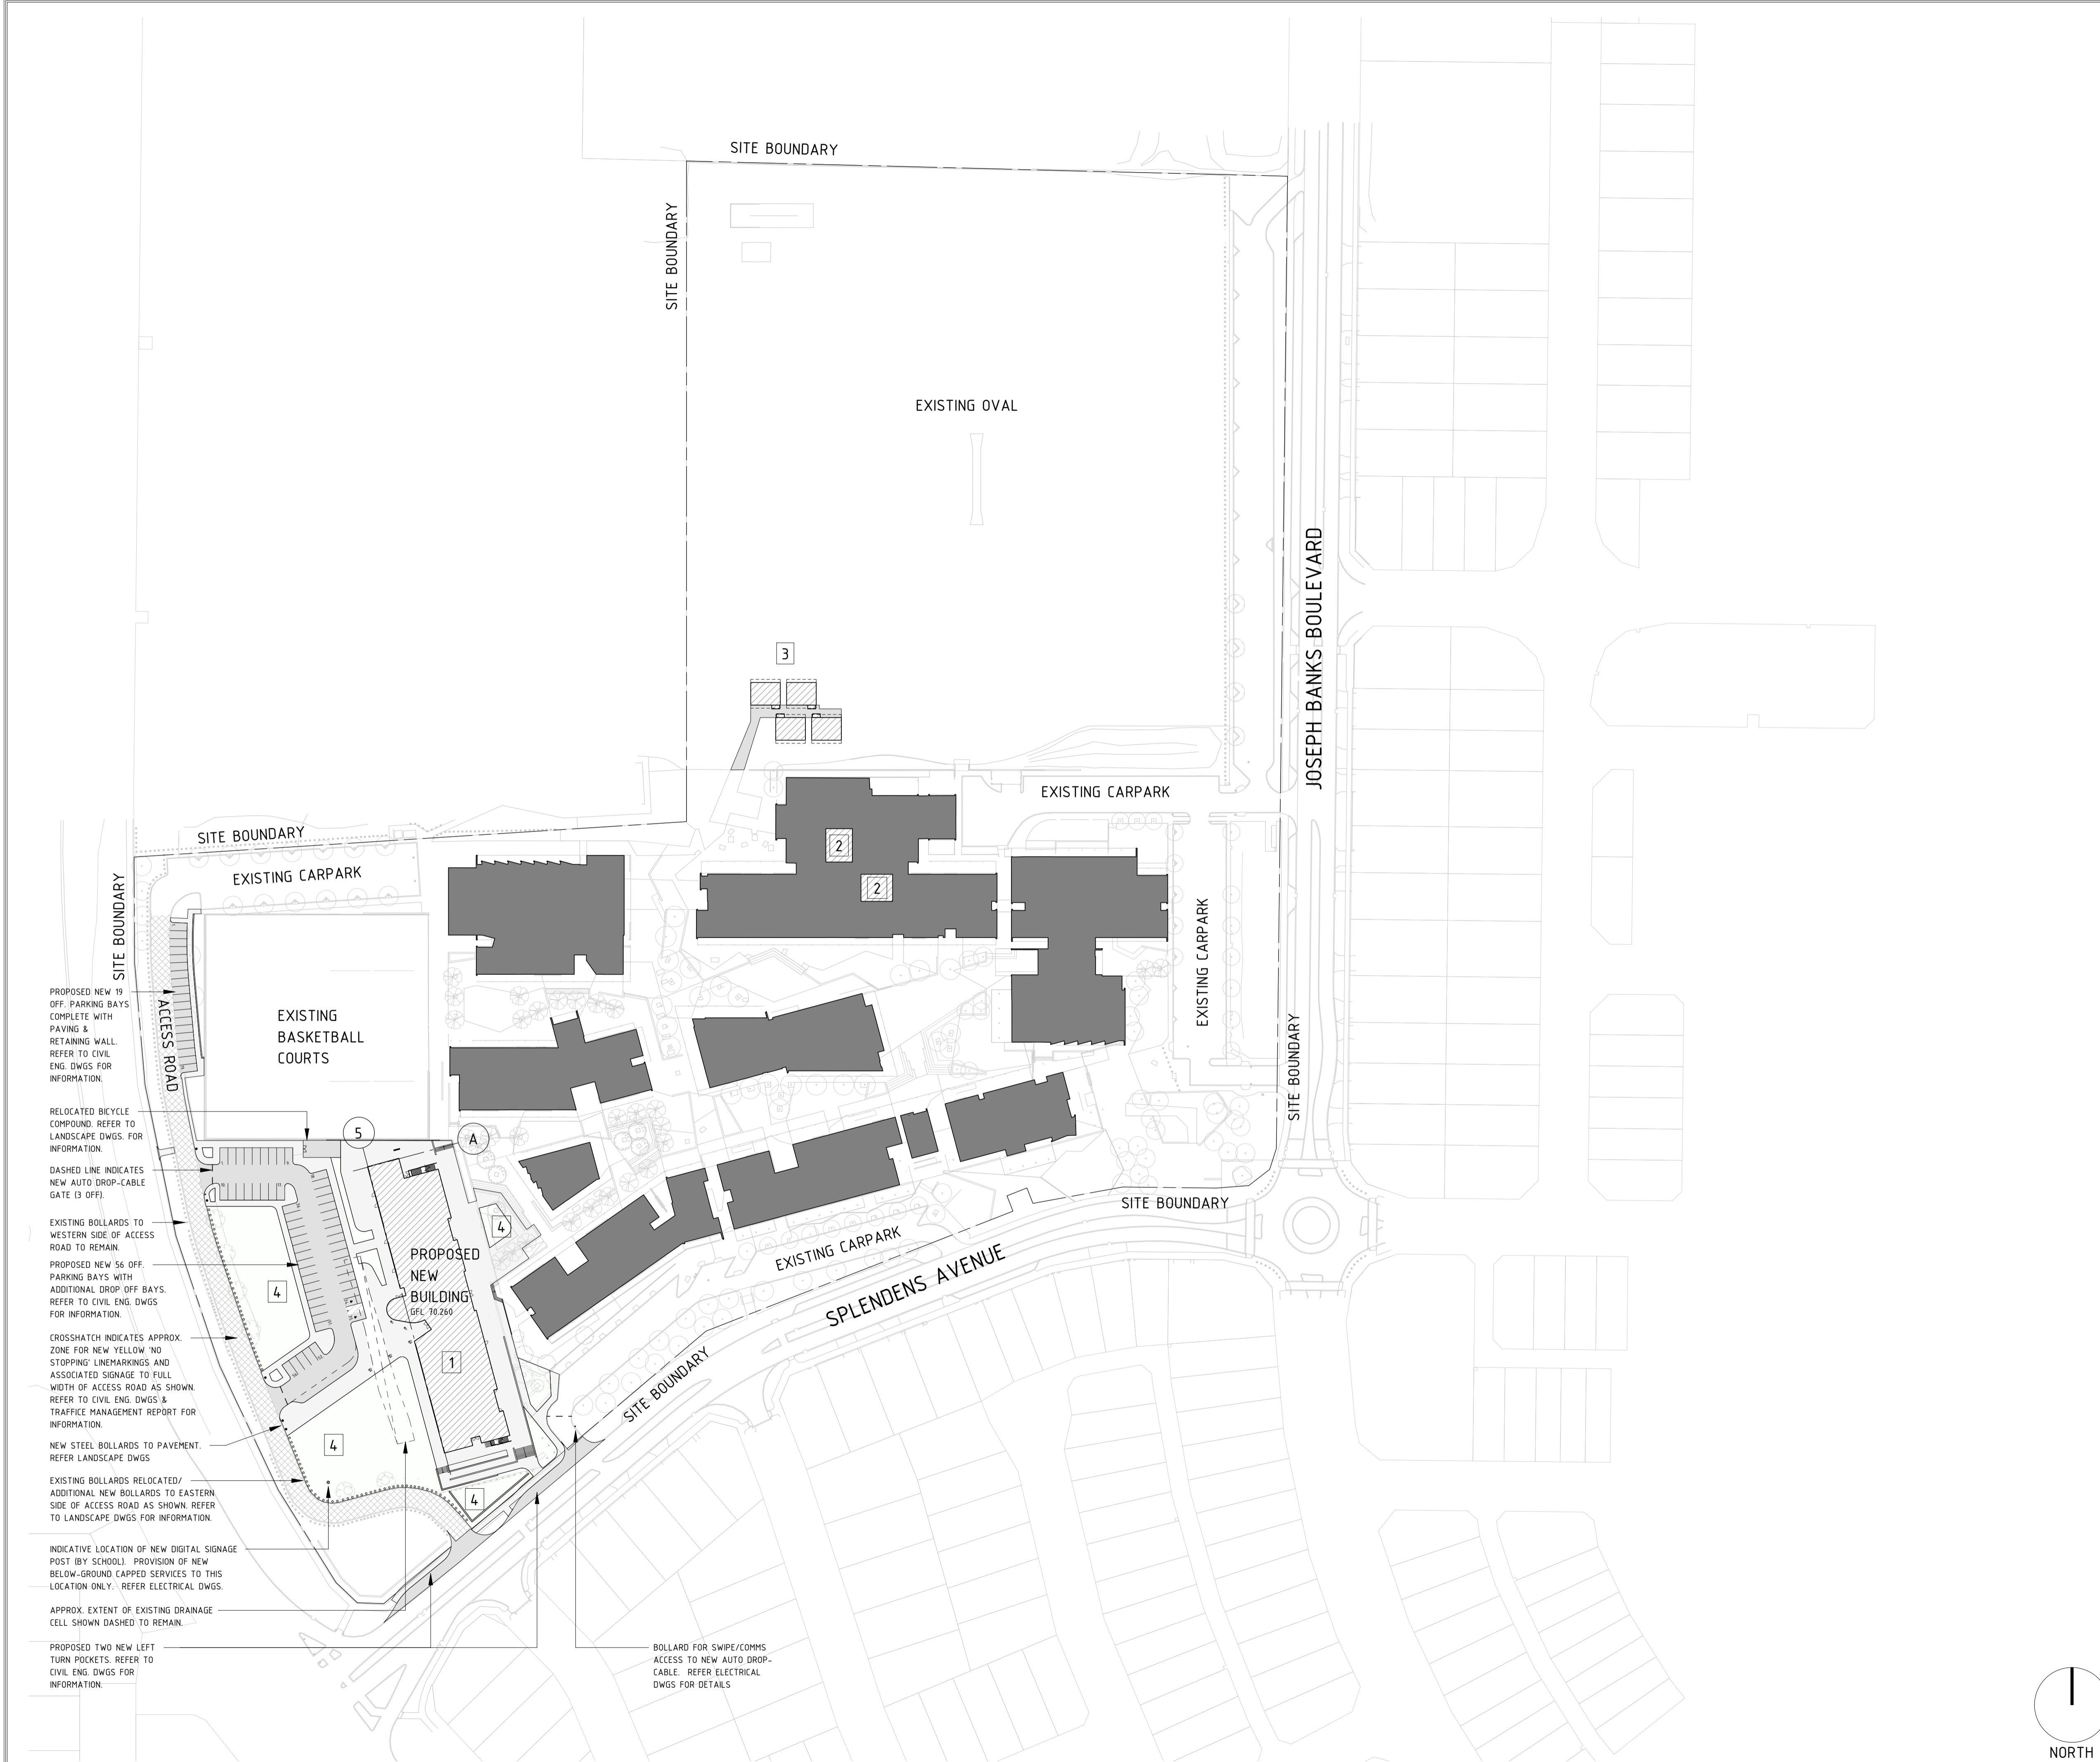 SITE BOUNDARY
SITE BOUNDARY
EXISTING OVAL
JOSEPH BANKS BOULEVARD
3
EXISTING CARPARK
SITE BOUNDARY
EXISTING CARPARK
SITE BOUNDARY
2
2
EXISTING CARPARK
SITE BOUNDARY
ACCESS ROAD
EXISTING
BASKETBALL
COURTS
5
A
4
PROPOSED
NEW
BUILDING
GFL 70.260
4
1
4
4
EXISTING CARPARK
SPLENDENS AVENUE
SITE BOUNDARY
SITE BOUNDARY
PROPOSED NEW 19
OFF. PARKING BAYS
COMPLETE WITH
PAVING &
RETAINING WALL.
REFER TO CIVIL
ENG. DWGS FOR
INFORMATION.
RELOCATED BICYCLE
COMPOUND. REFER TO
LANDSCAPE DWGS. FOR
INFORMATION.
DASHED LINE INDICATES
NEW AUTO DROP-CABLE
GATE (3 OFF).
EXISTING BOLLARDS TO
WESTERN SIDE OF ACCESS
ROAD TO REMAIN.
PROPOSED NEW 56 OFF.
PARKING BAYS WITH
ADDITIONAL DROP OFF BAYS.
REFER TO CIVIL ENG. DWGS
FOR INFORMATION.
CROSSHATCH INDICATES APPROX.
ZONE FOR NEW YELLOW 'NO
STOPPING' LINEMARKINGS AND
ASSOCIATED SIGNAGE TO FULL
WIDTH OF ACCESS ROAD AS SHOWN.
REFER TO CIVIL ENG. DWGS &
TRAFFICE MANAGEMENT REPORT FOR
INFORMATION.
NEW STEEL BOLLARDS TO PAVEMENT.
REFER LANDSCAPE DWGS
EXISTING BOLLARDS RELOCATED/
ADDITIONAL NEW BOLLARDS TO EASTERN
SIDE OF ACCESS ROAD AS SHOWN. REFER
TO LANDSCAPE DWGS FOR INFORMATION.
INDICATIVE LOCATION OF NEW DIGITAL SIGNAGE
POST (BY SCHOOL). PROVISION OF NEW
BELOW-GROUND CAPPED SERVICES TO THIS
LOCATION ONLY. REFER ELECTRICAL DWGS.
APPROX. EXTENT OF EXISTING DRAINAGE
CELL SHOWN DASHED TO REMAIN.
PROPOSED TWO NEW LEFT
TURN POCKETS. REFER TO
CIVIL ENG. DWGS FOR
INFORMATION.
BOLLARD FOR SWIPE/COMMS
ACCESS TO NEW AUTO DROP-
CABLE. REFER ELECTRICAL
DWGS FOR DETAILS
SITE BOUNDARY
NORTH